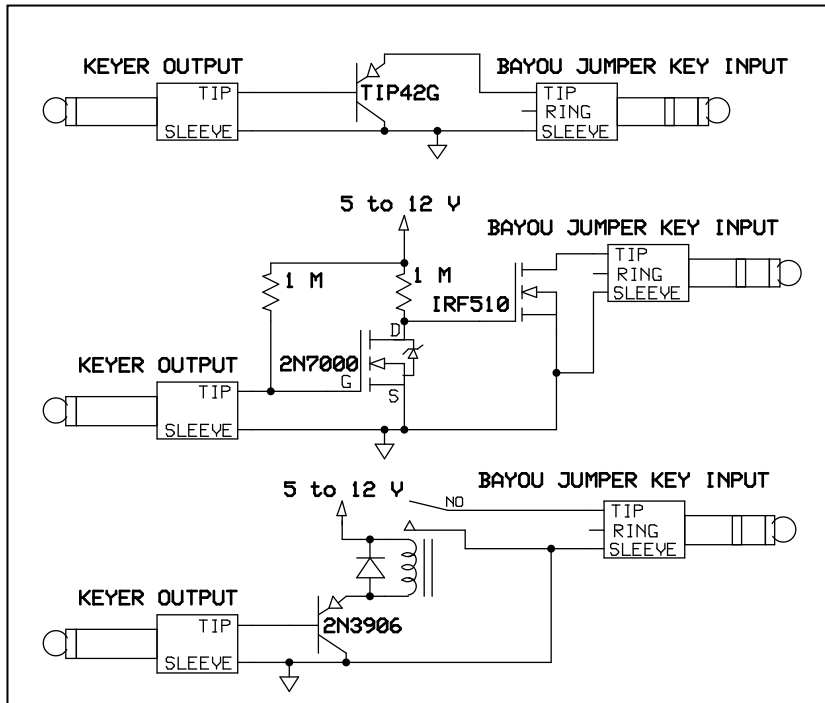 KEYER OUTPUT
BAYOU JUMPER KEY INPUT
TIP
SLEEVE
TIP42G
TIP
RING
SLEEVE
5 to 12 V
BAYOU JUMPER KEY INPUT
1 M
1 M
IRF510
TIP
RING
SLEEVE
D
2N7000
G
S
KEYER OUTPUT
TIP
SLEEVE
5 to 12 V
NO
BAYOU JUMPER KEY INPUT
TIP
RING
SLEEVE
KEYER OUTPUT
TIP
SLEEVE
2N3906